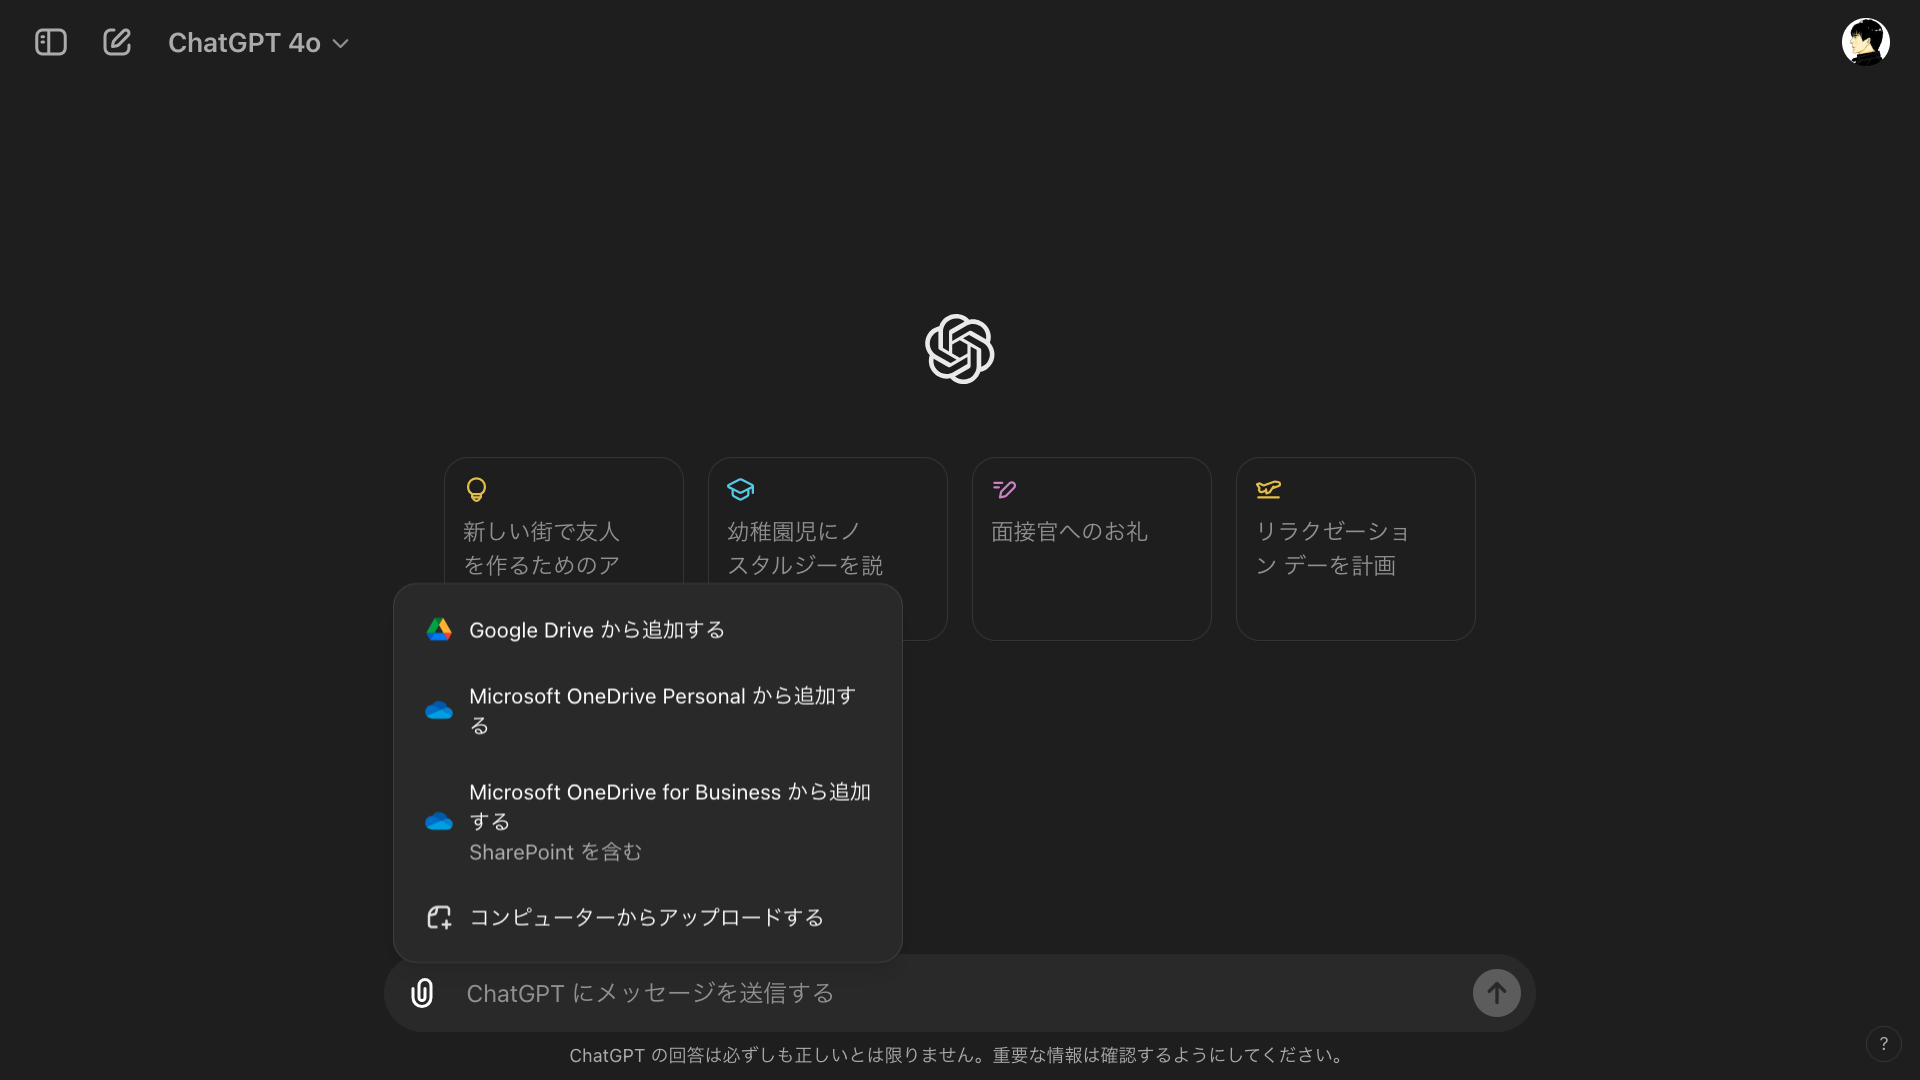 ChatGPT 4o
新しい街で友人
を作るためのア
幼稚園児にノ
スタルジーを説
面接官へのお礼
リラクゼーショ
ン デーを計画
Google Drive から追加する
Microsoft OneDrive Personal から追加す
る
Microsoft OneDrive for Business から追加
する
SharePoint を含む
コンピューターからアップロードする
ChatGPT にメッセージを送信する
ChatGPT の回答は必ずしも正しいとは限りません。重要な情報は確認するようにしてください。
?